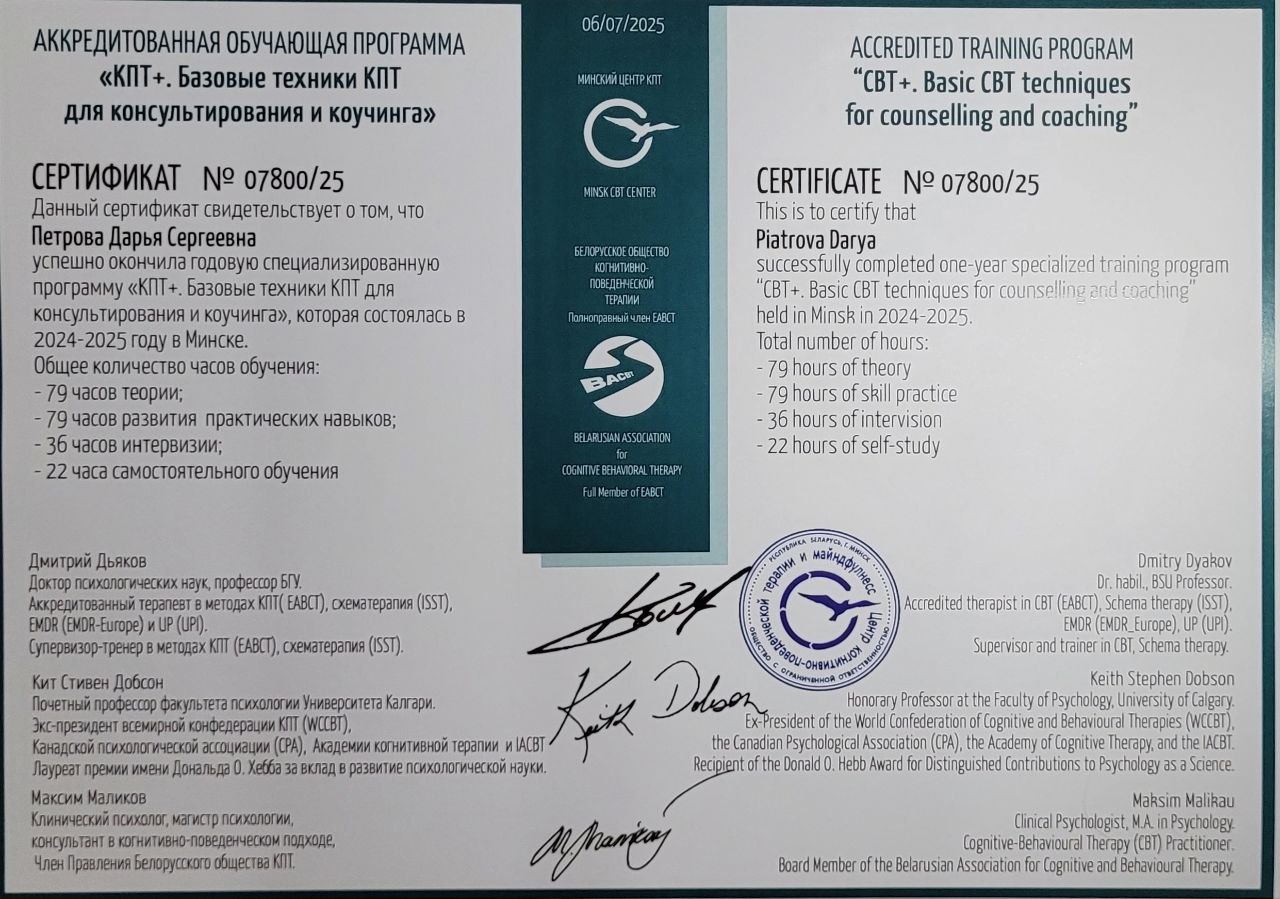 АККРЕДИТОВАННАЯ ОБУЧАЮЩАЯ ПРОГРАММА
«КПТ+. Базовые техники КПТ
для консультирования и коучинга»
СЕРТИФИКАТ № 07800/25
Данный сертификат свидетельствует о том, что
Петрова Дарья Сергеевна
успешно окончила годовую специализированную
программу «КПТ+. Базовые техники КПТ для
консультирования и коучинга», которая состоялась в
2024-2025 году в Минске.
Общее количество часов обучения:
- 79 часов теории;
- 79 часов развития практических навыков;
- 36 часов интервизии;
- 22 часа самостоятельного обучения
Дмитрий Дьяков
Доктор психологических наук, профессор БГУ.
Аккредитованный терапевт в методах КПТ( EABCT), схематерапия (ISST),
EMDR (EMDR-Europe) и UP (UPI).
Супервизор-тренер в методах КПТ (EABCT), схематерапия (ISST).
Кит Стивен Добсон
Почетный профессор факультета психологии Университета Калгари.
Экс-президент всемирной конфедерации КПТ (WCCBT),
Канадской психологической ассоциации (CPA), Академии когнитивной терапии и IACBT
Лауреат премии имени Дональда О. Хебба за вклад в развитие психологической науки.
Максим Маликов
Клинический психолог, магистр психологии,
консультант в когнитивно-поведенческом подходе,
Член Правления Белорусского общества КПТ.
06/07/2025
МИНСКИЙ ЦЕНТР КПТ
MINSK CBT CENTER
БЕЛОРУССКОЕ ОБЩЕСТВО
КОГНИТИВНО-
ПОВЕДЕНЧЕСКОЙ
ТЕРАПИИ
Полноправный член EABCT
BACBT
BELARUSIAN ASSOCIATION
for
COGNITIVE BEHAVIORAL THERAPY
Full Member of EABCT
Keith Dobson
РЕСПУБЛИКА БЕЛАРУСЬ, Г. МИНСК
ОБЩЕСТВО С ОГРАНИЧЕННОЙ ОТВЕТСТВЕННОСТЬЮ
Центр когнитивно-поведенческой терапии и майндфулнесс
ACCREDITED TRAINING PROGRAM
“CBT+. Basic CBT techniques
for counselling and coaching”
CERTIFICATE № 07800/25
This is to certify that
Piatrova Darya
successfully completed one-year specialized training program
“CBT+. Basic CBT techniques for counselling and coaching”
held in Minsk in 2024-2025.
Total number of hours:
- 79 hours of theory
- 79 hours of skill practice
- 36 hours of intervision
- 22 hours of self-study
Dmitry Dyakov
Dr. habil., BSU Professor.
Accredited therapist in CBT (EABCT), Schema therapy (ISST),
EMDR (EMDR_Europe), UP (UPI).
Supervisor and trainer in CBT, Schema therapy.
Keith Stephen Dobson
Honorary Professor at the Faculty of Psychology, University of Calgary.
Ex-President of the World Confederation of Cognitive and Behavioural Therapies (WCCBT),
the Canadian Psychological Association (CPA), the Academy of Cognitive Therapy, and the IACBT.
Recipient of the Donald O. Hebb Award for Distinguished Contributions to Psychology as a Science.
Maksim Malikau
Clinical Psychologist, M.A. in Psychology.
Cognitive-Behavioural Therapy (CBT) Practitioner.
Board Member of the Belarusian Association for Cognitive and Behavioural Therapy.